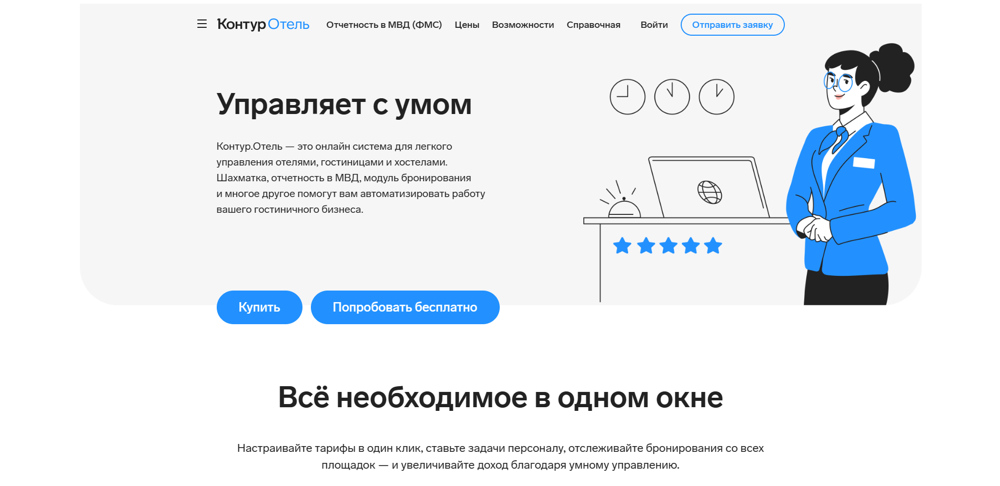 Контур Отель Отчетность в МВД (ФМС) Цены Возможности Справочная Войти Отправить заявку
Управляет с умом
Контур.Отель — это онлайн система для легкого
управления отелями, гостиницами и хостелами.
Шахматка, отчетность в МВД, модуль бронирования
и многое другое помогут вам автоматизировать работу
вашего гостиничного бизнеса.
Купить Попробовать бесплатно
Всё необходимое в одном окне
Настраивайте тарифы в один клик, ставьте задачи персоналу, отслеживайте бронирования со всех
площадок — и увеличивайте доход благодаря умному управлению.